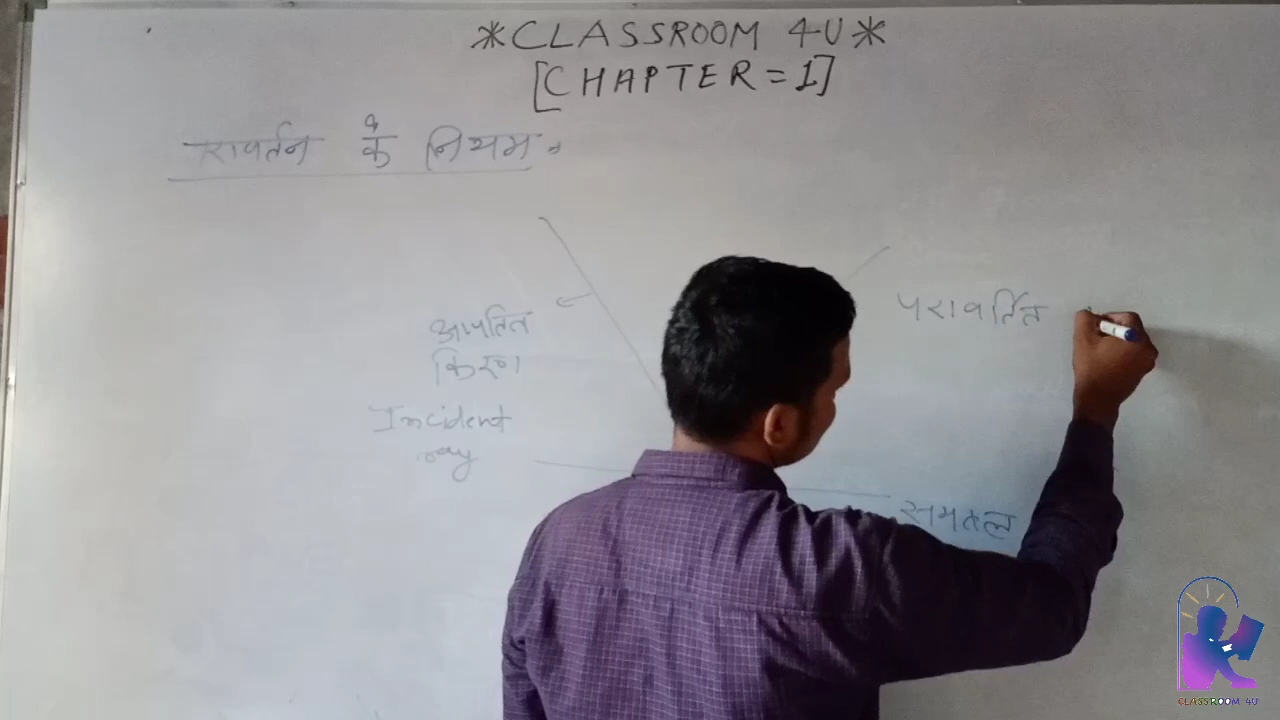 *CLASSROOM 4U*
[CHAPTER = 1]
रावर्तन के नियम
आपतित
किरण
Incident
ray
परावर्तित
समतल
CLASSROOM 4U